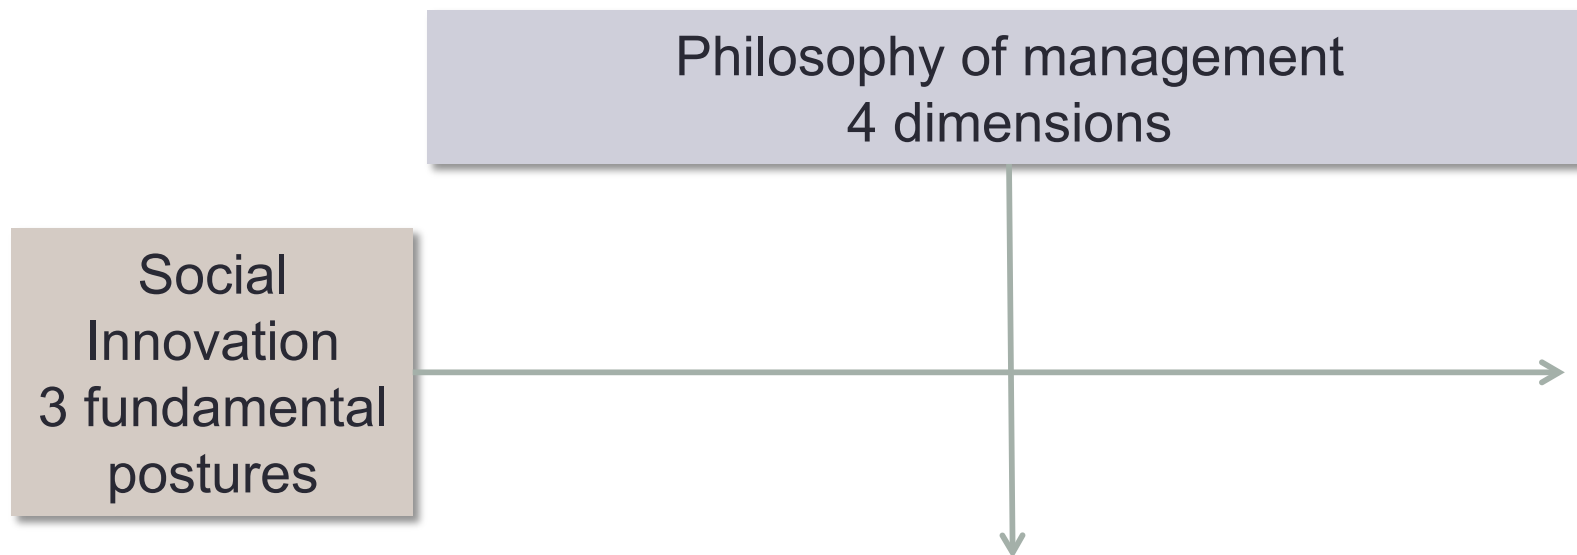 Philosophy of management
4 dimensions
Social
Innovation
3 fundamental
postures